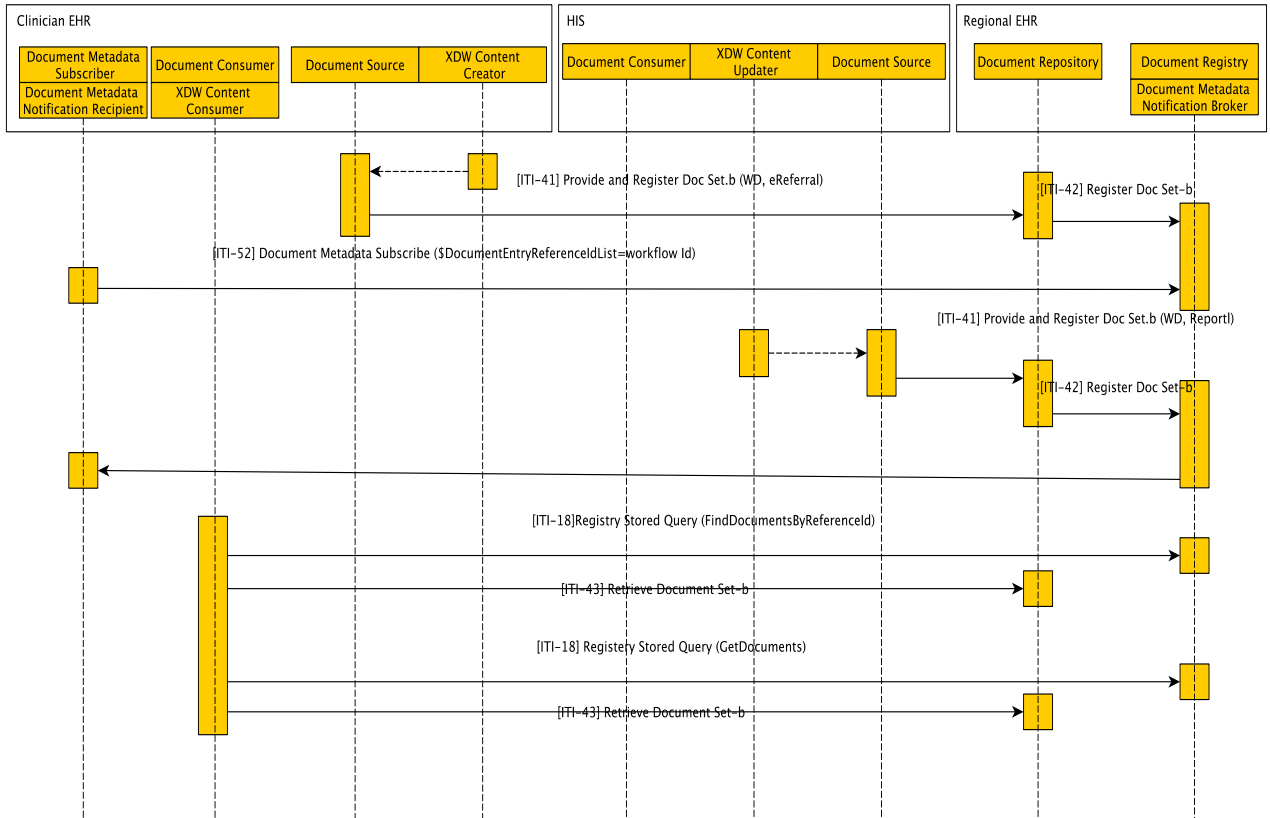 Clinician EHR
HIS
Regional EHR
Document Metadata
Subscriber
Document Metadata
Notification Recipient
Document Consumer
XDW Content
Consumer
Document Source
XDW Content
Creator
Document Consumer
XDW Content
Updater
Document Source
Document Repository
Document Registry
Document Metadata
Notification Broker
[ITI-41] Provide and Register Doc Set.b (WD, eReferral)
[ITI-42] Register Doc Set-b
[ITI-52] Document Metadata Subscribe ($DocumentEntryReferenceIdList=workflow Id)
[ITI-41] Provide and Register Doc Set.b (WD, Reportl)
[ITI-42] Register Doc Set-b
[ITI-18]Registry Stored Query (FindDocumentsByReferenceId)
[ITI-43] Retrieve Document Set-b
[ITI-18] Registery Stored Query (GetDocuments)
[ITI-43] Retrieve Document Set-b